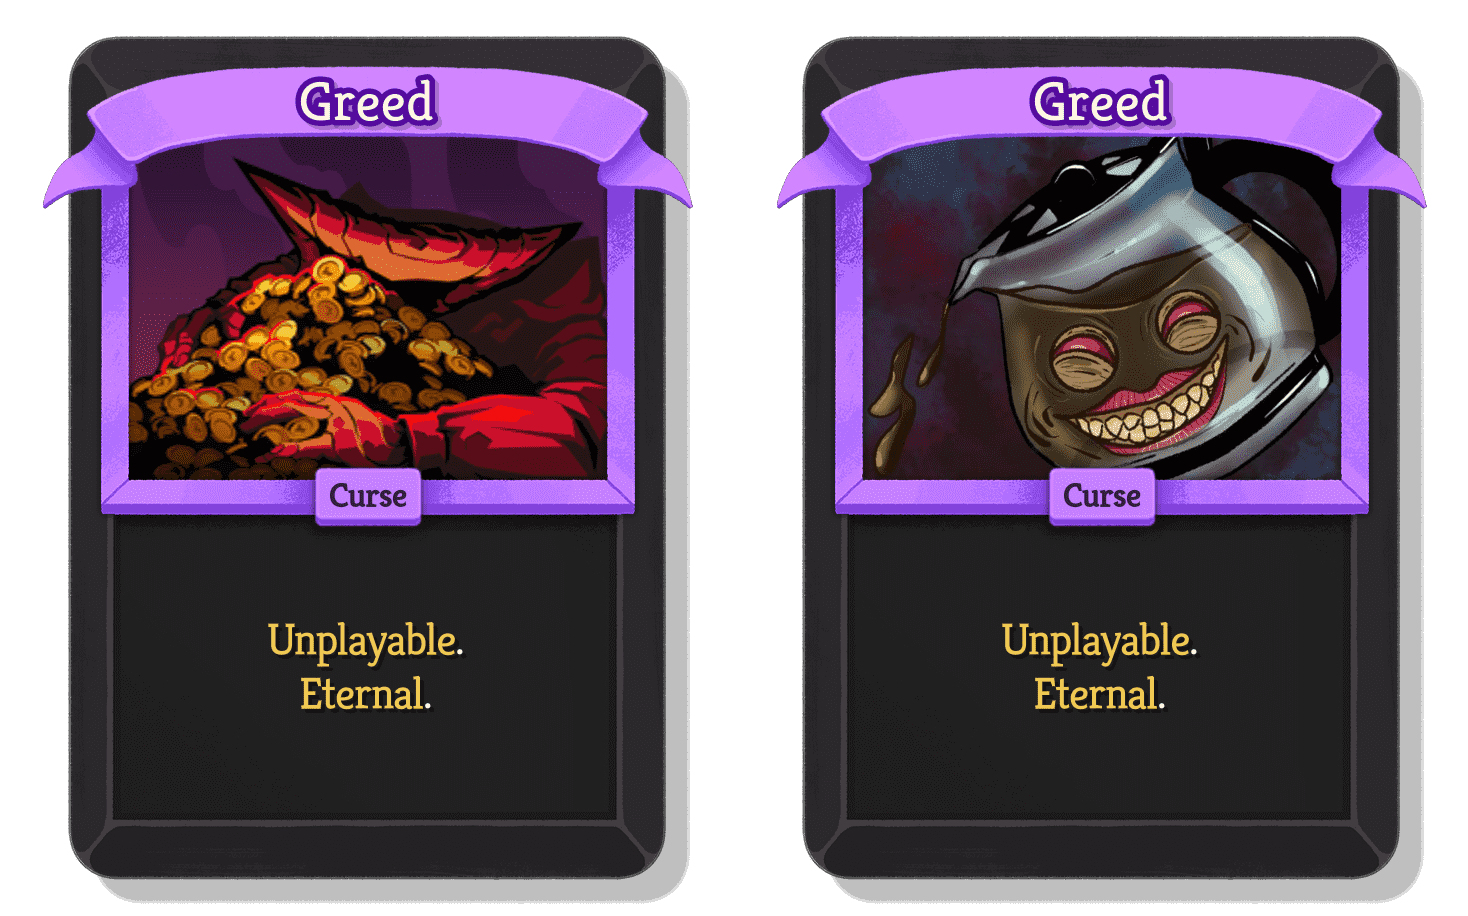 Greed
Curse
Unplayable.
Eternal.
Greed
Curse
Unplayable.
Eternal.